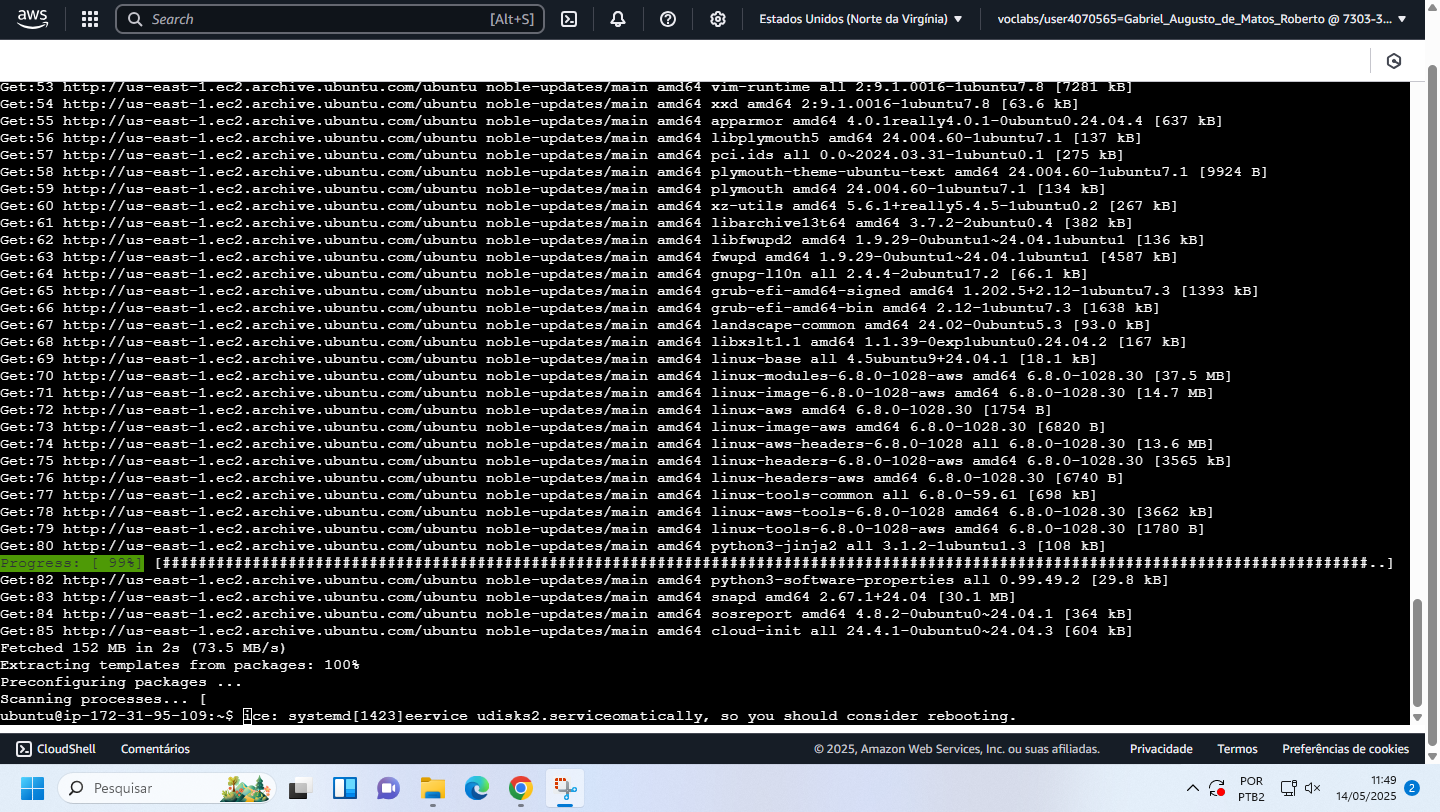 aws
Search
[Alt+S]
Estados Unidos (Norte da Virgínia)
voclabs/user4070565=Gabriel_Augusto_de_Matos_Roberto @ 7303-3...
Get:53 http://us-east-1.ec2.archive.ubuntu.com/ubuntu noble-updates/main amd64 vim-runtime all 2:9.1.0016-1ubuntu7.8 [7281 kB]
Get:54 http://us-east-1.ec2.archive.ubuntu.com/ubuntu noble-updates/main amd64 xxd amd64 2:9.1.0016-1ubuntu7.8 [63.6 kB]
Get:55 http://us-east-1.ec2.archive.ubuntu.com/ubuntu noble-updates/main amd64 apparmor amd64 4.0.1really4.0.1-0ubuntu0.24.04.4 [637 kB]
Get:56 http://us-east-1.ec2.archive.ubuntu.com/ubuntu noble-updates/main amd64 libplymouth5 amd64 24.004.60-1ubuntu7.1 [137 kB]
Get:57 http://us-east-1.ec2.archive.ubuntu.com/ubuntu noble-updates/main amd64 pci.ids all 0.0~2024.03.31-1ubuntu0.1 [275 kB]
Get:58 http://us-east-1.ec2.archive.ubuntu.com/ubuntu noble-updates/main amd64 plymouth-theme-ubuntu-text amd64 24.004.60-1ubuntu7.1 [9924 B]
Get:59 http://us-east-1.ec2.archive.ubuntu.com/ubuntu noble-updates/main amd64 plymouth amd64 24.004.60-1ubuntu7.1 [134 kB]
Get:60 http://us-east-1.ec2.archive.ubuntu.com/ubuntu noble-updates/main amd64 xz-utils amd64 5.6.1+really5.4.5-1ubuntu0.2 [267 kB]
Get:61 http://us-east-1.ec2.archive.ubuntu.com/ubuntu noble-updates/main amd64 libarchive13t64 amd64 3.7.2-2ubuntu0.4 [382 kB]
Get:62 http://us-east-1.ec2.archive.ubuntu.com/ubuntu noble-updates/main amd64 libfwupd2 amd64 1.9.29-0ubuntu1~24.04.1ubuntu1 [136 kB]
Get:63 http://us-east-1.ec2.archive.ubuntu.com/ubuntu noble-updates/main amd64 fwupd amd64 1.9.29-0ubuntu1~24.04.1ubuntu1 [4587 kB]
Get:64 http://us-east-1.ec2.archive.ubuntu.com/ubuntu noble-updates/main amd64 gnupg-l10n all 2.4.4-2ubuntu17.2 [66.1 kB]
Get:65 http://us-east-1.ec2.archive.ubuntu.com/ubuntu noble-updates/main amd64 grub-efi-amd64-signed amd64 1.202.5+2.12-1ubuntu7.3 [1393 kB]
Get:66 http://us-east-1.ec2.archive.ubuntu.com/ubuntu noble-updates/main amd64 grub-efi-amd64-bin amd64 2.12-1ubuntu7.3 [1638 kB]
Get:67 http://us-east-1.ec2.archive.ubuntu.com/ubuntu noble-updates/main amd64 landscape-common amd64 24.02-0ubuntu5.3 [93.0 kB]
Get:68 http://us-east-1.ec2.archive.ubuntu.com/ubuntu noble-updates/main amd64 libxslt1.1 amd64 1.1.39-0exp1ubuntu0.24.04.2 [167 kB]
Get:69 http://us-east-1.ec2.archive.ubuntu.com/ubuntu noble-updates/main amd64 linux-base all 4.5ubuntu9+24.04.1 [18.1 kB]
Get:70 http://us-east-1.ec2.archive.ubuntu.com/ubuntu noble-updates/main amd64 linux-modules-6.8.0-1028-aws amd64 6.8.0-1028.30 [37.5 MB]
Get:71 http://us-east-1.ec2.archive.ubuntu.com/ubuntu noble-updates/main amd64 linux-image-6.8.0-1028-aws amd64 6.8.0-1028.30 [14.7 MB]
Get:72 http://us-east-1.ec2.archive.ubuntu.com/ubuntu noble-updates/main amd64 linux-aws amd64 6.8.0-1028.30 [1754 B]
Get:73 http://us-east-1.ec2.archive.ubuntu.com/ubuntu noble-updates/main amd64 linux-image-aws amd64 6.8.0-1028.30 [6820 B]
Get:74 http://us-east-1.ec2.archive.ubuntu.com/ubuntu noble-updates/main amd64 linux-aws-headers-6.8.0-1028 all 6.8.0-1028.30 [13.6 MB]
Get:75 http://us-east-1.ec2.archive.ubuntu.com/ubuntu noble-updates/main amd64 linux-headers-6.8.0-1028-aws amd64 6.8.0-1028.30 [3565 kB]
Get:76 http://us-east-1.ec2.archive.ubuntu.com/ubuntu noble-updates/main amd64 linux-headers-aws amd64 6.8.0-1028.30 [6740 B]
Get:77 http://us-east-1.ec2.archive.ubuntu.com/ubuntu noble-updates/main amd64 linux-tools-common all 6.8.0-59.61 [698 kB]
Get:78 http://us-east-1.ec2.archive.ubuntu.com/ubuntu noble-updates/main amd64 linux-aws-tools-6.8.0-1028 amd64 6.8.0-1028.30 [3662 kB]
Get:79 http://us-east-1.ec2.archive.ubuntu.com/ubuntu noble-updates/main amd64 linux-tools-6.8.0-1028-aws amd64 6.8.0-1028.30 [1780 B]
Get:80 http://us-east-1.ec2.archive.ubuntu.com/ubuntu noble-updates/main amd64 python3-jinja2 all 3.1.2-1ubuntu1.3 [108 kB]
Progress: [ 99%] [######################################################################################################################################..]
Get:82 http://us-east-1.ec2.archive.ubuntu.com/ubuntu noble-updates/main amd64 python3-software-properties all 0.99.49.2 [29.8 kB]
Get:83 http://us-east-1.ec2.archive.ubuntu.com/ubuntu noble-updates/main amd64 snapd amd64 2.67.1+24.04 [30.1 MB]
Get:84 http://us-east-1.ec2.archive.ubuntu.com/ubuntu noble-updates/main amd64 sosreport amd64 4.8.2-0ubuntu0~24.04.1 [364 kB]
Get:85 http://us-east-1.ec2.archive.ubuntu.com/ubuntu noble-updates/main amd64 cloud-init all 24.4.1-0ubuntu0~24.04.3 [604 kB]
Fetched 152 MB in 2s (73.5 MB/s)
Extracting templates from packages: 100%
Preconfiguring packages ...
Scanning processes... [
ubuntu@ip-172-31-95-109:~$ ice: systemd[1423]eervice udisks2.serviceomatically, so you should consider rebooting.
CloudShell
Comentários
© 2025, Amazon Web Services, Inc. ou suas afiliadas.
Privacidade
Termos
Preferências de cookies
Pesquisar
POR
PTB2
11:49
14/05/2025
2